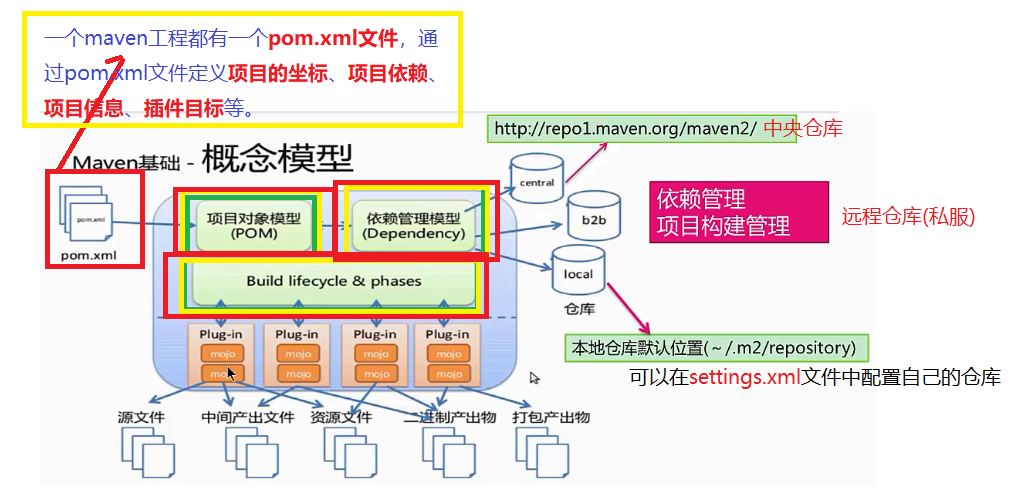 一个maven工程都有一个pom.xml文件，通
过pom.xml文件定义项目的坐标、项目依赖、
项目信息、插件目标等。
http://repo1.maven.org/maven2/ 中央仓库
Maven基础 - 概念模型
pom.xml
pom.xml
项目对象模型
(POM)
依赖管理模型
(Dependency)
central
b2b
local
仓库
依赖管理
项目构建管理
远程仓库(私服)
Build lifecycle & phases
Plug-in
mojo
mojo
Plug-in
mojo
mojo
Plug-in
mojo
mojo
Plug-in
mojo
mojo
本地仓库默认位置(~/.m2/repository)
可以在settings.xml文件中配置自己的仓库
源文件
中间产出文件
资源文件
二进制产出物
打包产出物